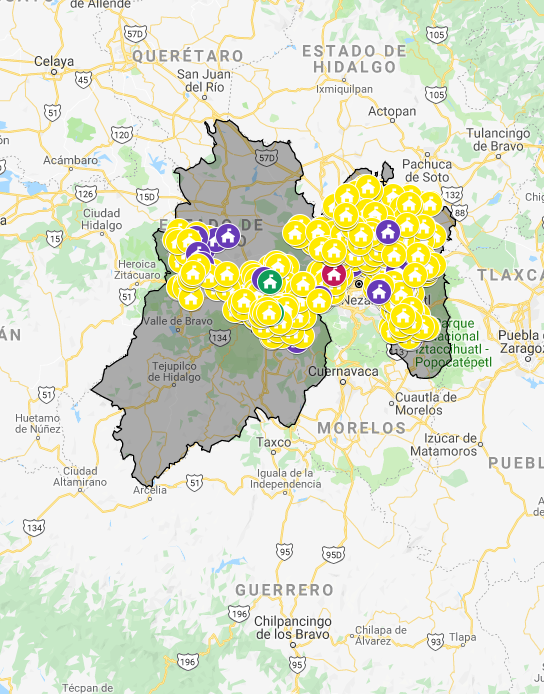 de Allende
57D
Celaya
QUERÉTARO
ESTADO DE
HIDALGO
105
45
San Juan
del Río
Ixmiquilpan
105
51
Actopan
120
Tulancingo
de Bravo
Acámbaro
57D
Pachuca
de Soto
126
15D
132
88
Ciudad
Hidalgo
ESTADO DE
15
Heroica
Zitácuaro
TLAXCA
Neza
Valle de Bravo
134
Parque
Nacional
Iztaccíhuatl -
Popocatépetl
Puebla
Zaragoza
13
ÁN
Tejupilco
de Hidalgo
Cuernavaca
51
Cuautla de
Morelos
Huetamo
de Núñez
MORELOS
Izúcar de
Matamoros
Taxco
Ciudad
Altamirano
PUEBL
Iguala de la
Independencia
Arcelia
51
134
95
95D
GUERRERO
196
Chilpancingo
de los Bravo
Chilapa de
Álvarez
93
Tlapa
196
95
Técpan de